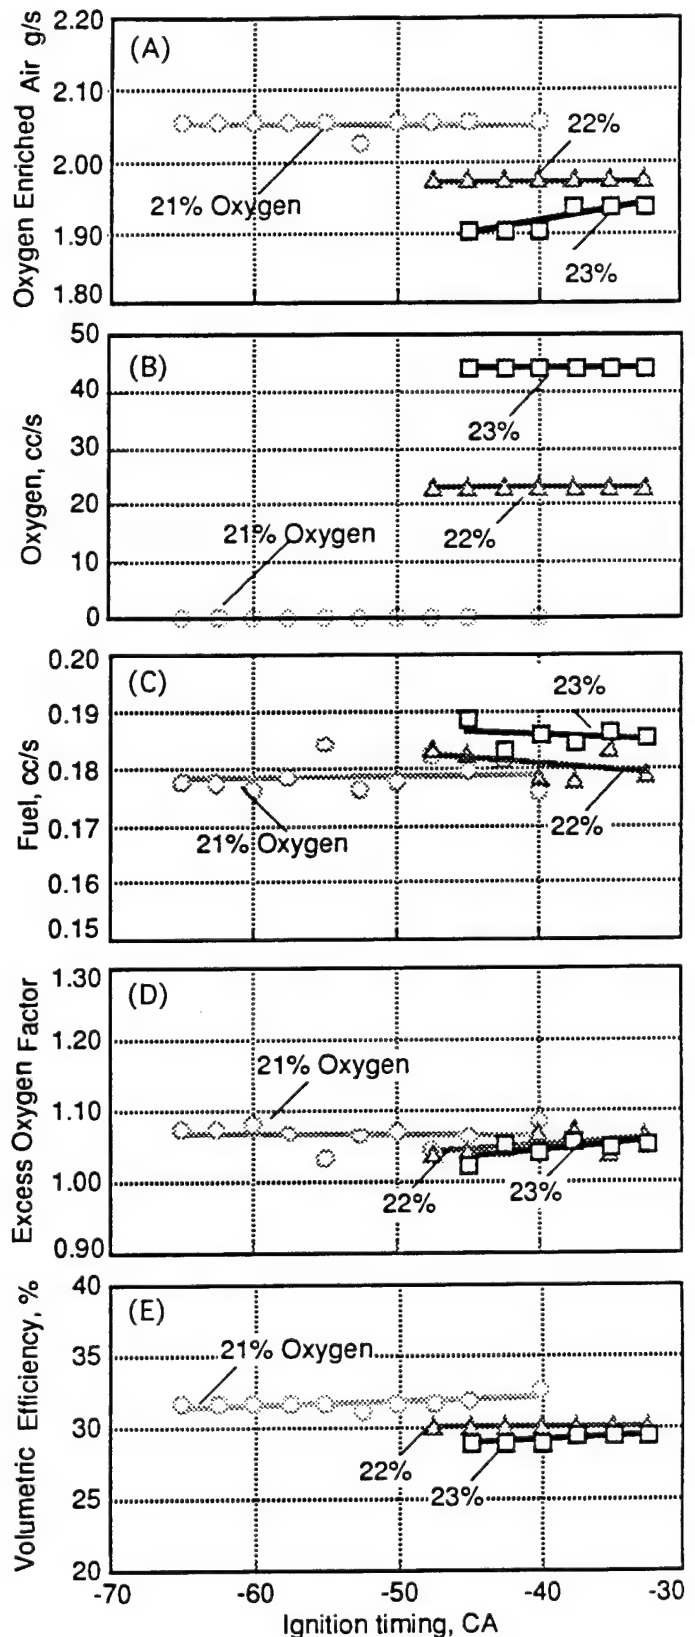 Oxygen Enriched Air g/s
2.20
2.10
2.00
1.90
1.80
(A)
22%
21% Oxygen
23%
Oxygen, cc/s
50
40
30
20
10
0
(B)
23%
22%
21% Oxygen
Fuel, cc/s
0.20
0.19
0.18
0.17
0.16
0.15
(C)
23%
22%
21% Oxygen
Excess Oxygen Factor
1.30
1.20
1.10
1.00
0.90
(D)
21% Oxygen
22%
23%
Volumetric Efficiency, %
40
35
30
25
20
(E)
21% Oxygen
22%
23%
-70 -60 -50 -40 -30
Ignition timing, CA